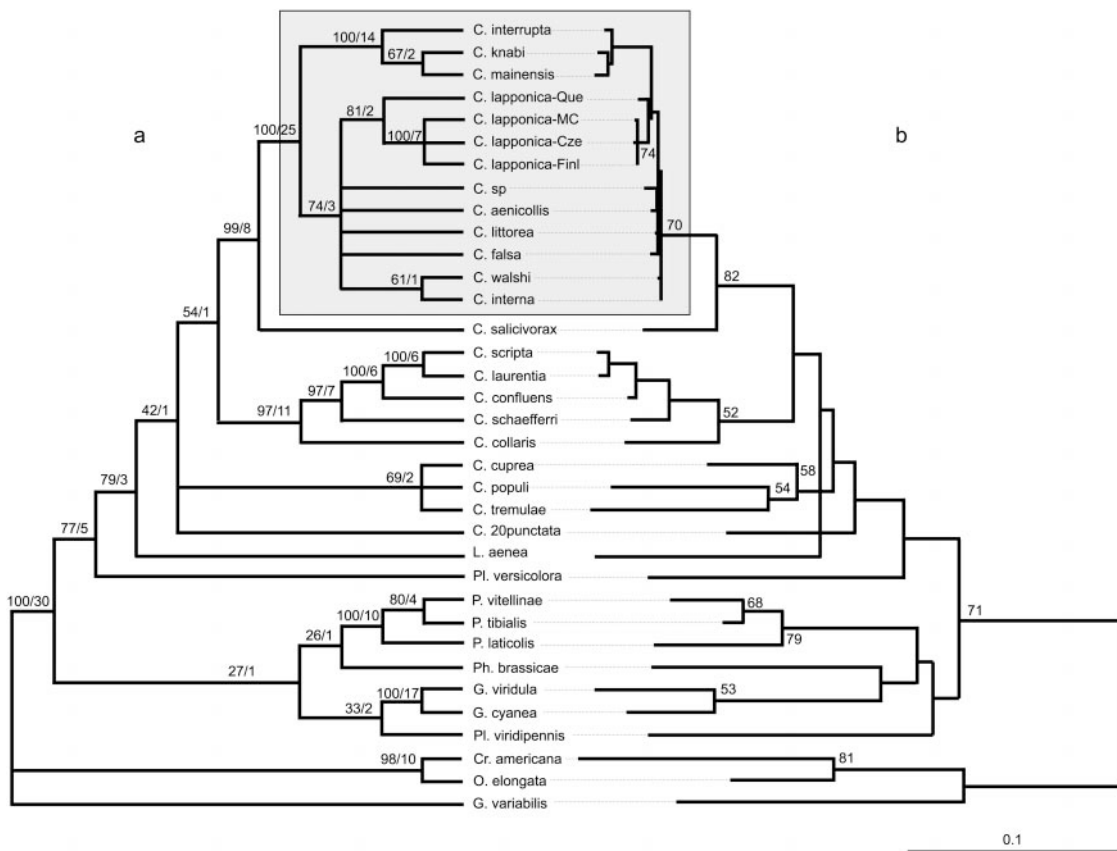 100/14
C. interrupta
67/2
C. knabi
C. mainensis
C. lapponica-Que
81/2
C. lapponica-MC
a
100/25
100/7
C. lapponica-Cze
74
b
C. lapponica-Finl
C. sp
74/3
C. aenicollis
99/8
C. littorea
70
C. falsa
61/1
C. walshi
82
C. interna
54/1
C. salicivorax
100/6
C. scripta
100/6
C. laurentia
97/7
C. confluens
42/1
97/11
C. schaefferri
52
C. collaris
69/2
C. cuprea
58
79/3
C. populi
54
C. tremulae
77/5
C. 20punctata
L. aenea
Pl. versicolora
100/30
80/4
P. vitellinae
68
71
100/10
P. tibialis
26/1
P. laticolis
79
27/1
Ph. brassicae
100/17
G. viridula
53
33/2
G. cyanea
Pl. viridipennis
98/10
Cr. americana
81
O. elongata
G. variabilis
0.1